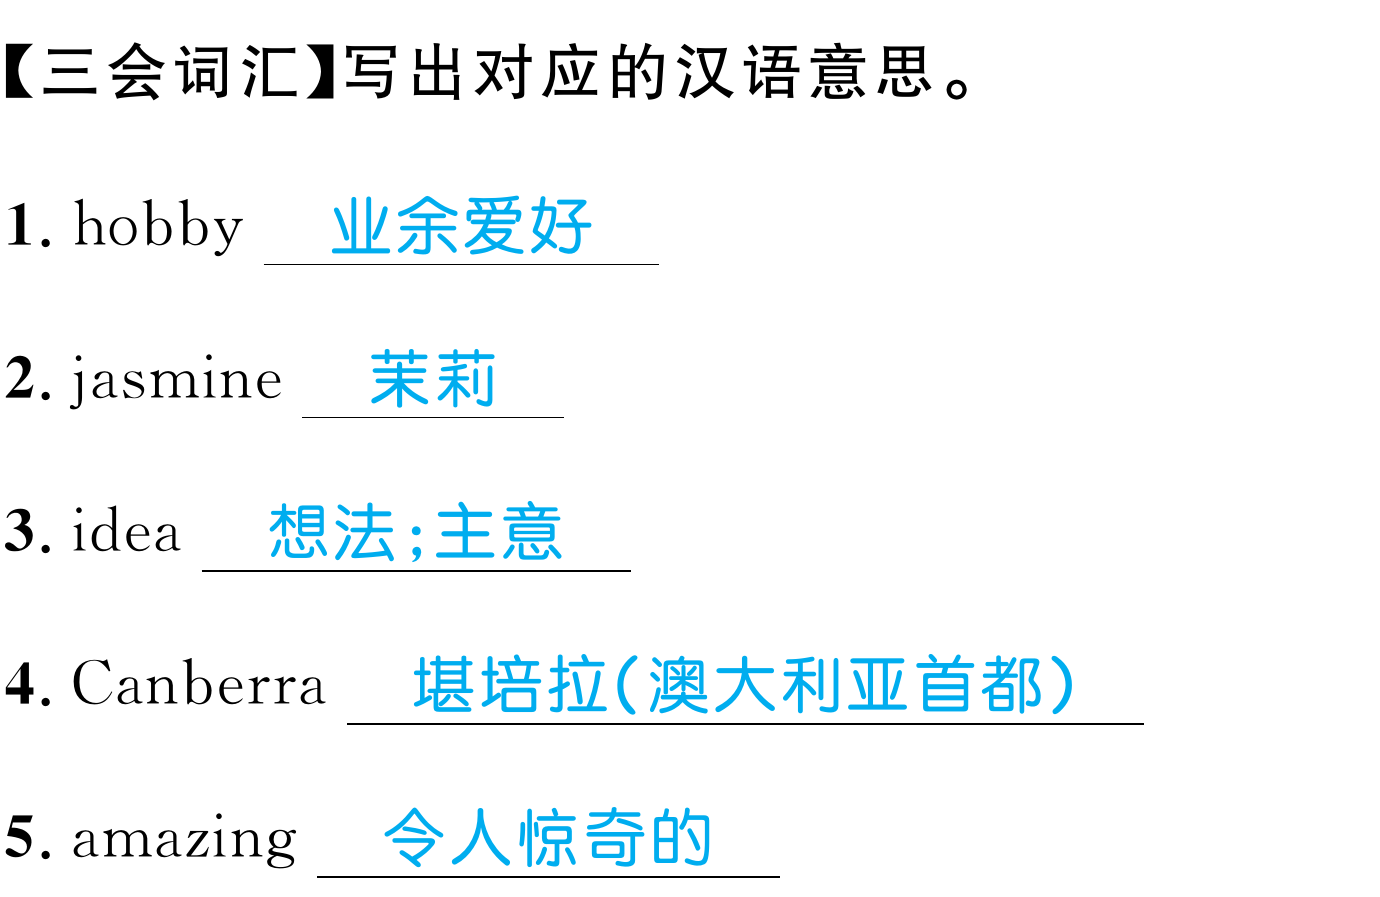 【三会词汇】写出对应的汉语意思。
1. hobby 业余爱好
2. jasmine 茉莉
3. idea 想法;主意
4. Canberra 堪培拉(澳大利亚首都)
5. amazing 令人惊奇的